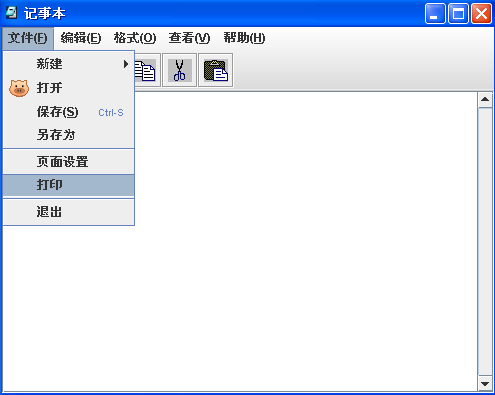 记事本
文件(F) 编辑(E) 格式(O) 查看(V) 帮助(H)
新建
打开
保存(S) Ctrl-S
另存为
页面设置
打印
退出